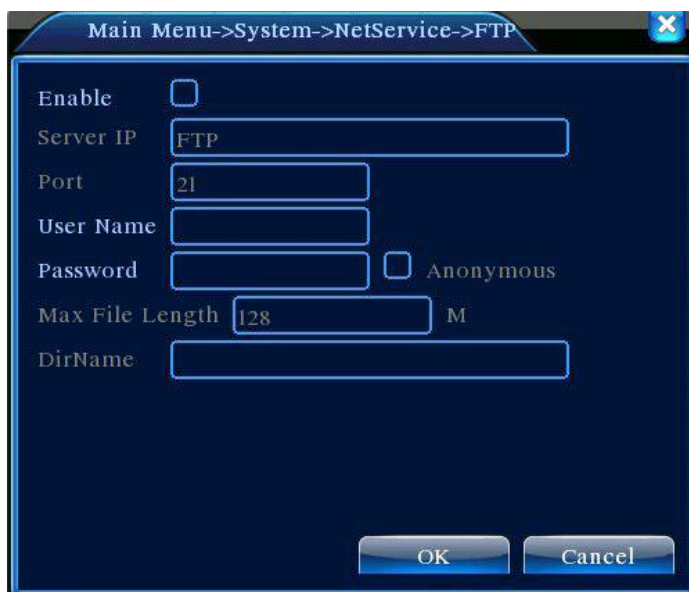 Main Menu->System->NetService->FTP
Enable
Server IP FTP
Port 21
User Name
Password Anonymous
Max File Length 128 M
DirName
OK Cancel